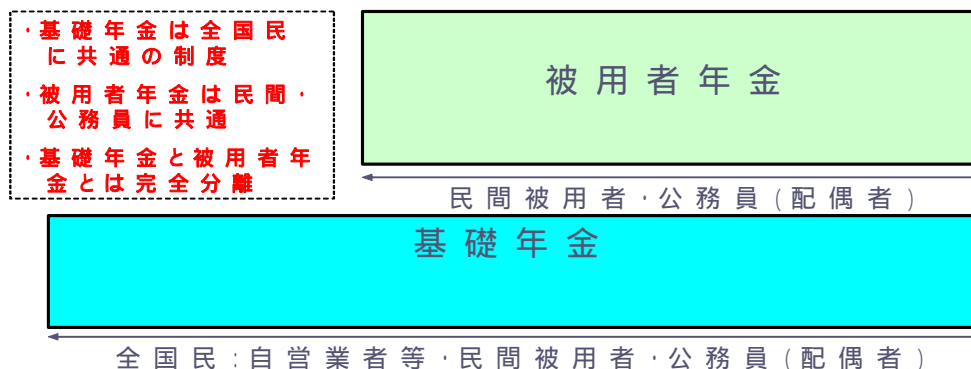 ・基礎年金は全国民
に共通の制度
・被用者年金は民間・
公務員に共通
・基礎年金と被用者年
金とは完全分離
被用者年金
民間被用者・公務員(配偶者)
基礎年金
全国民:自営業者等・民間被用者・公務員(配偶者)